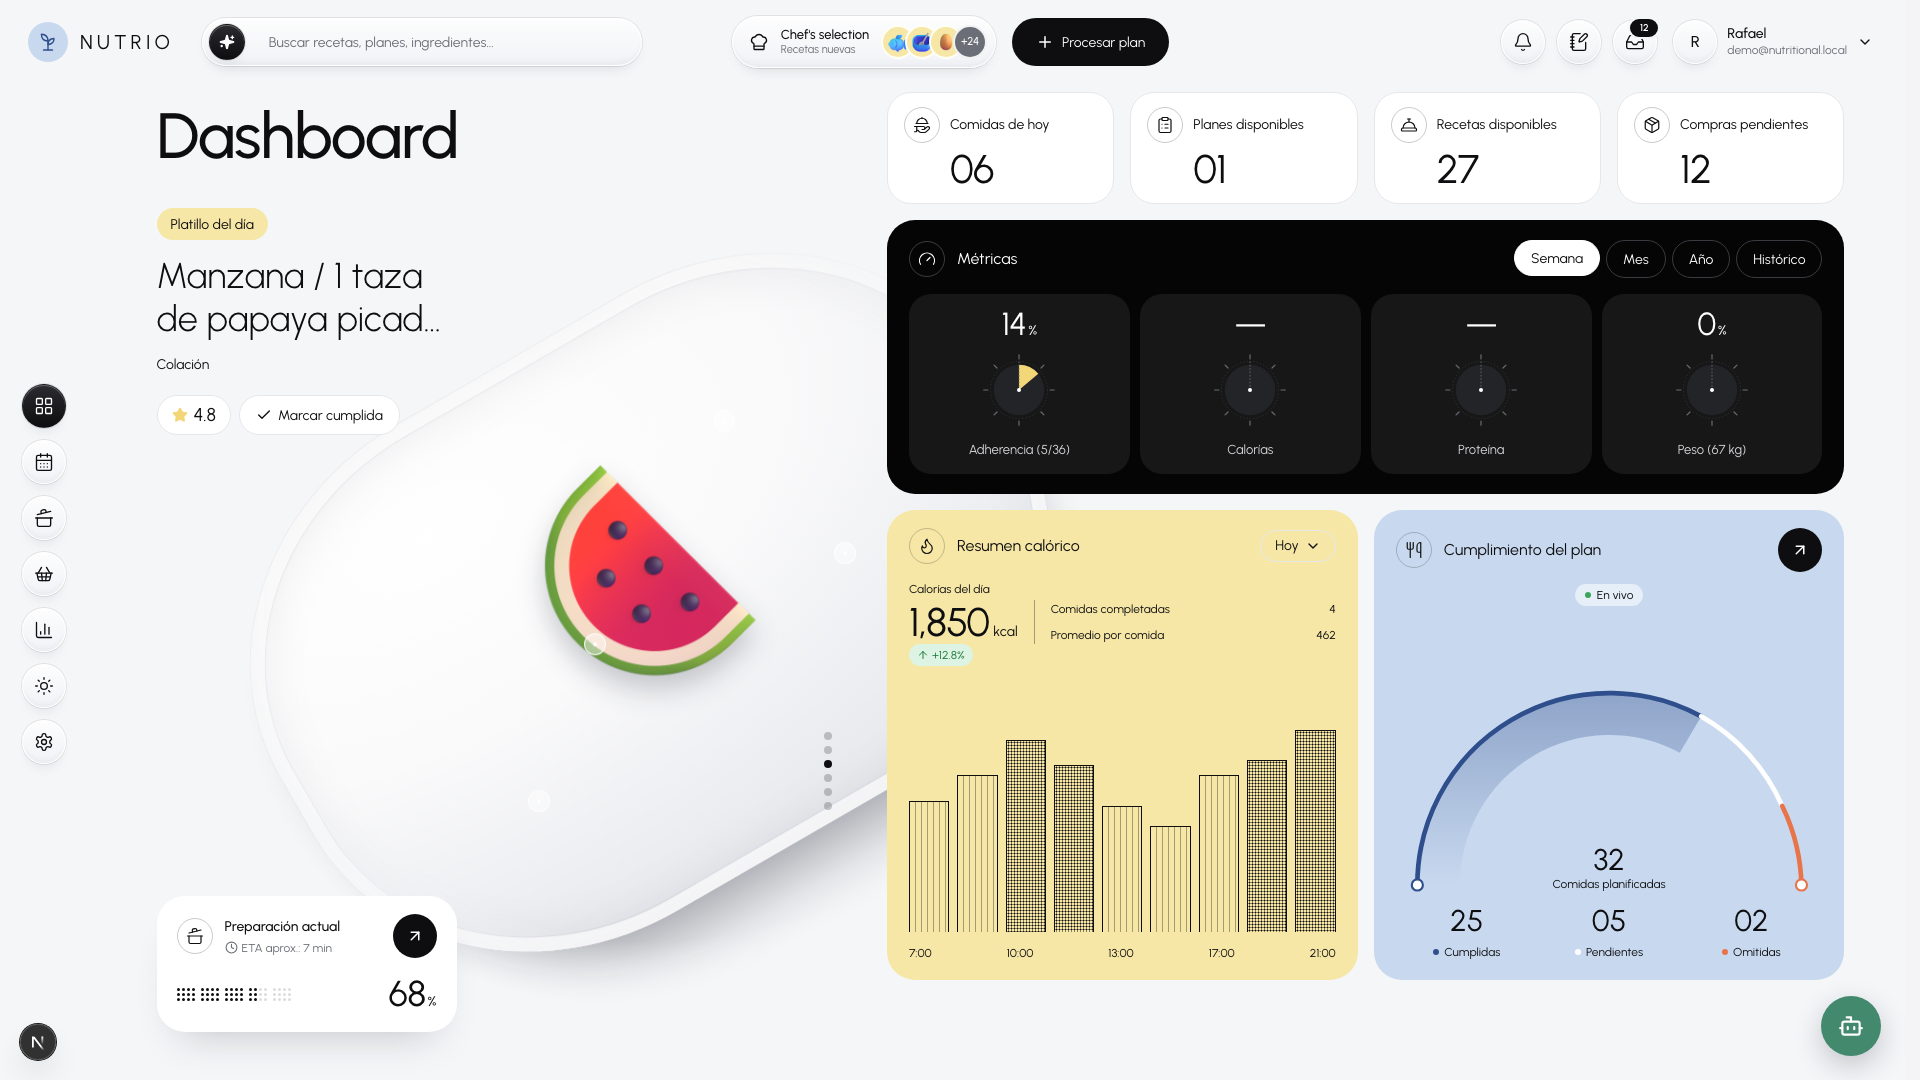 NUTRIO
Buscar recetas, planes, ingredientes...
Chef's selection
Recetas nuevas
+24
Procesar plan
12
R
Rafael
demo@nutritional.local
Dashboard
Platillo del día
Manzana / 1 taza
de papaya picad...
Colación
4.8
Marcar cumplida
Comidas de hoy
06
Planes disponibles
01
Recetas disponibles
27
Compras pendientes
12
Métricas
Semana
Mes
Año
Histórico
14%
Adherencia (5/36)
—
Calorías
—
Proteína
0%
Peso (67 kg)
Resumen calórico
Hoy
Calorías del día
1,850 kcal
+12.8%
Comidas completadas 4
Promedio por comida 462
7:00 10:00 13:00 17:00 21:00
Cumplimiento del plan
En vivo
32
Comidas planificadas
25
Cumplidas
05
Pendientes
02
Omitidas
Preparación actual
ETA aprox.: 7 min
68%
N